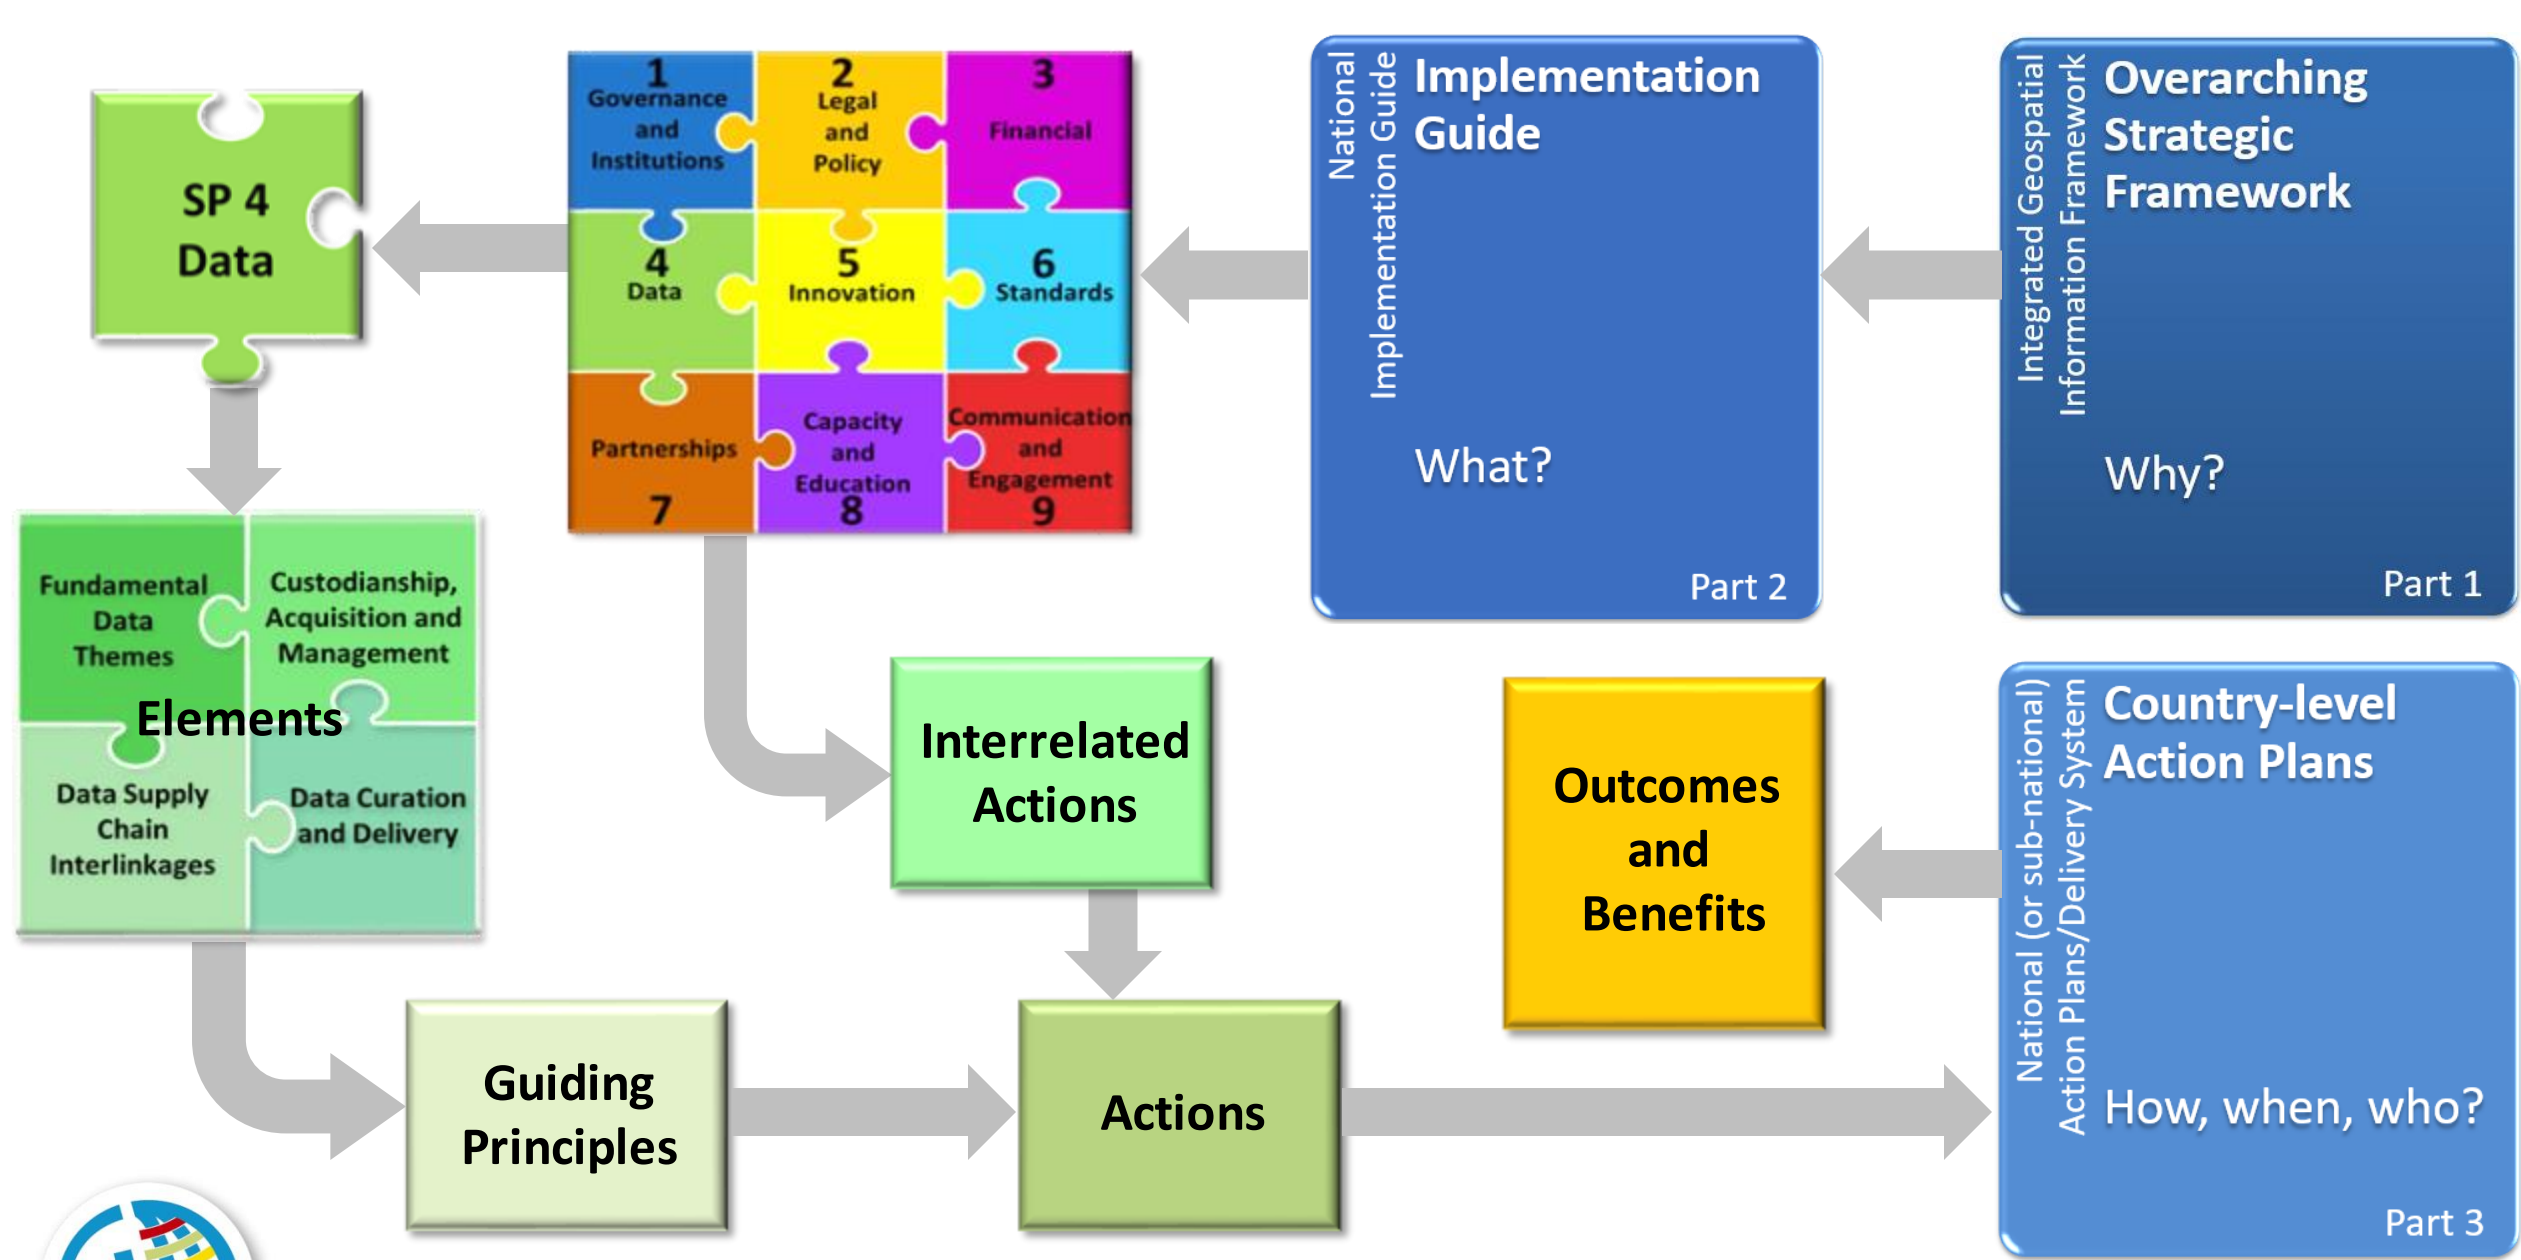 SP 4
Data
1
Governance
and
Institutions
2
Legal
and
Policy
3
Financial
4
Data
5
Innovation
6
Standards
Partnerships
7
Capacity
and
Education
8
Communication
and
Engagement
9
National
Implementation Guide
Implementation
Guide
What?
Part 2
Integrated Geospatial
Information Framework
Overarching
Strategic
Framework
Why?
Part 1
Fundamental
Data
Themes
Custodianship,
Acquisition and
Management
Elements
Data Supply
Chain
Interlinkages
Data Curation
and Delivery
Interrelated
Actions
Outcomes
and
Benefits
National (or sub-national)
Action Plans/Delivery System
Country-level
Action Plans
How, when, who?
Part 3
Guiding
Principles
Actions